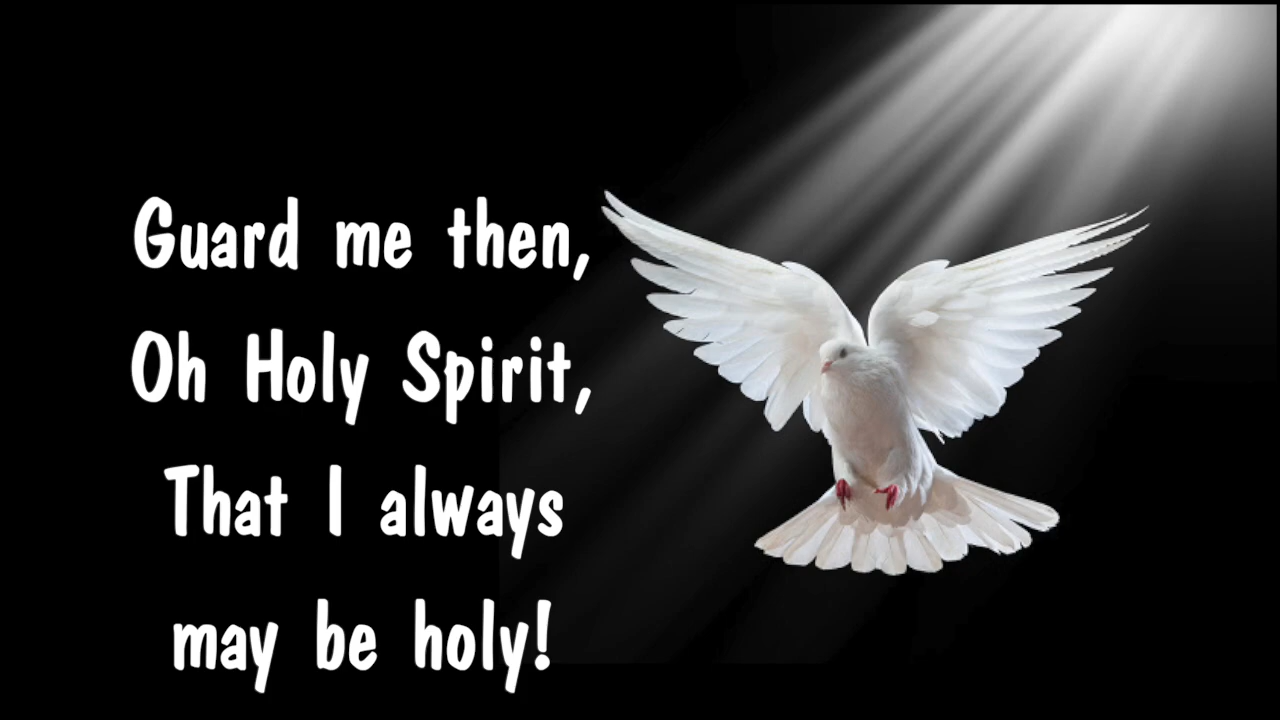 Guard me then,
Oh Holy Spirit,
That I always
may be holy!